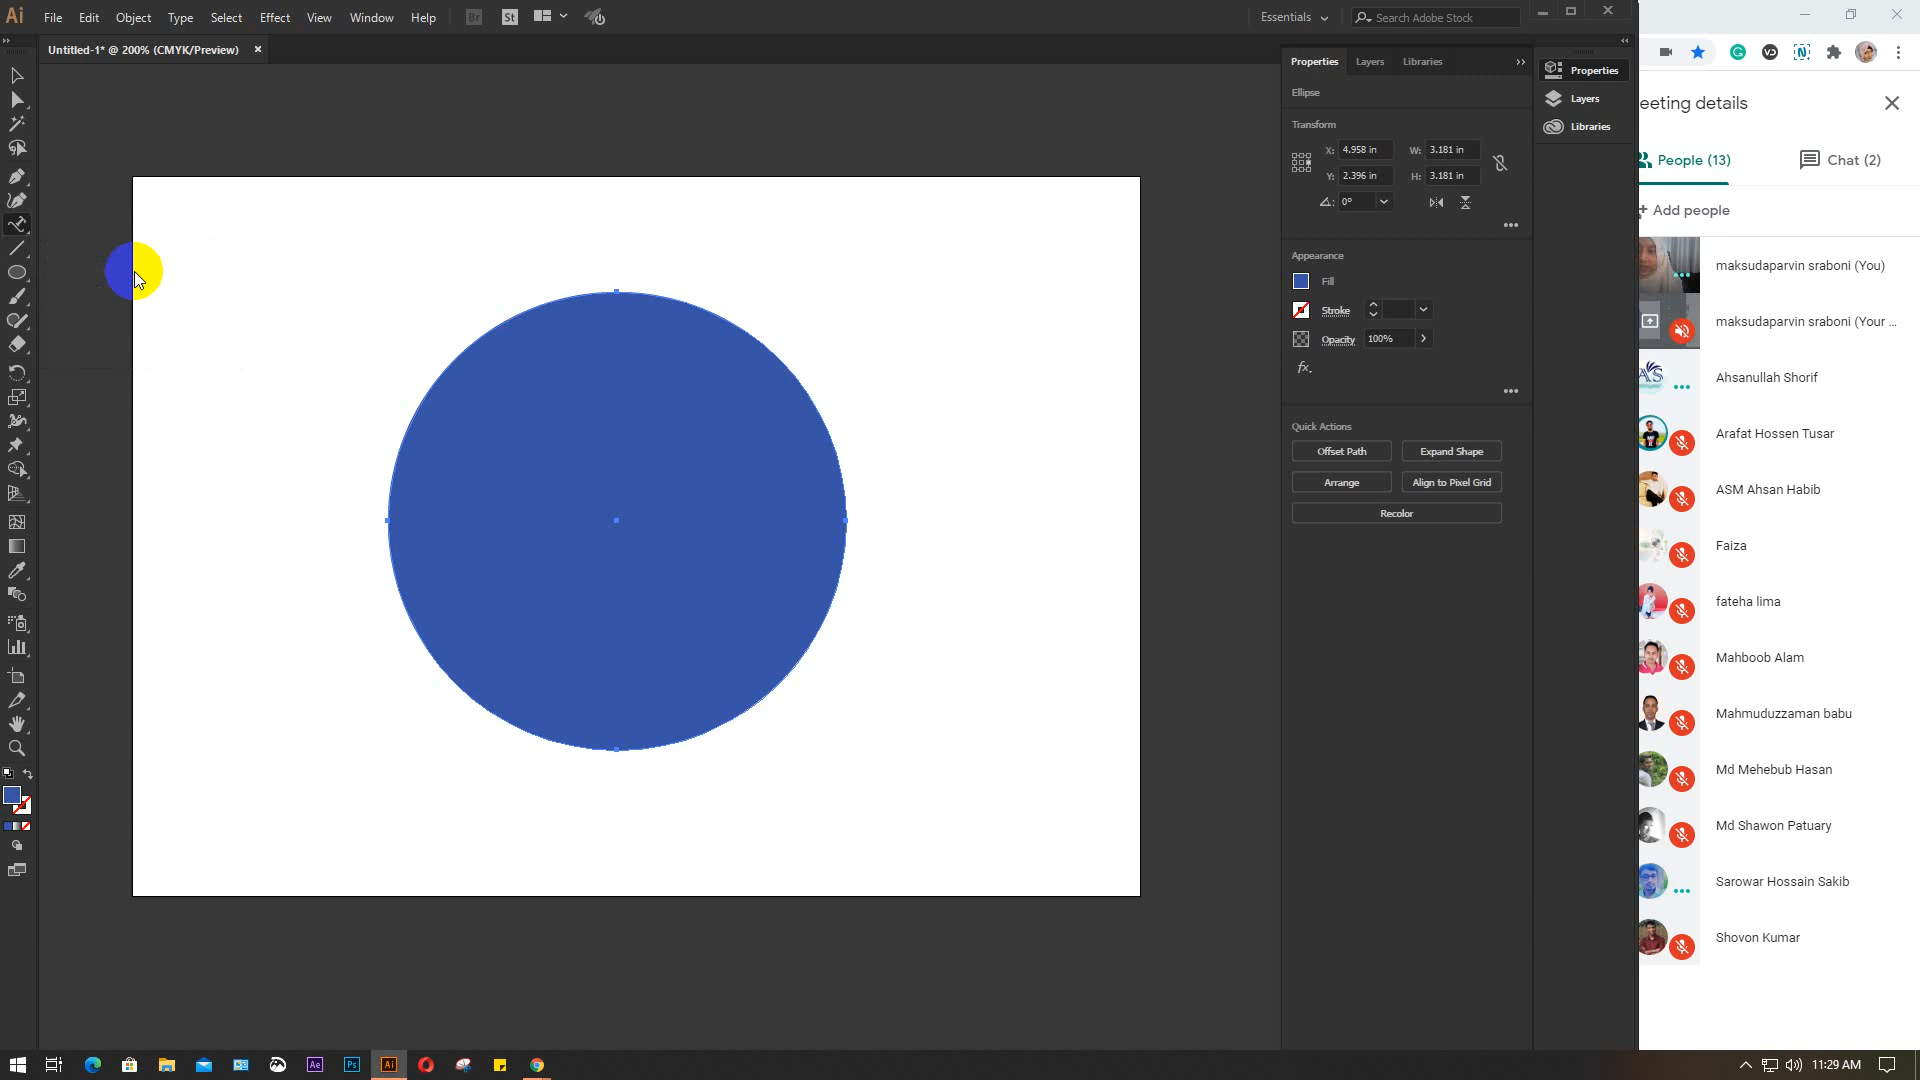 Ai File Edit Object Type Select Effect View Window Help Br St Essentials Search Adobe Stock
Untitled-1* @ 200% (CMYK/Preview) ×
Properties Layers Libraries
Ellipse
Transform
X: 4.958 in W: 3.181 in
Y: 2.396 in H: 3.181 in
0°
Appearance
Fill
Stroke
Opacity 100%
fx.
Quick Actions
Offset Path Expand Shape
Arrange Align to Pixel Grid
Recolor
Properties
Layers
Libraries
eeting details
People (13) Chat (2)
Add people
maksudaparvin sraboni (You)
maksudaparvin sraboni (Your ...
Ahsanullah Shorif
Arafat Hossen Tusar
ASM Ahsan Habib
Faiza
fateha lima
Mahboob Alam
Mahmuduzzaman babu
Md Mehebub Hasan
Md Shawon Patuary
Sarowar Hossain Sakib
Shovon Kumar
Ae Ps Ai 11:29 AM